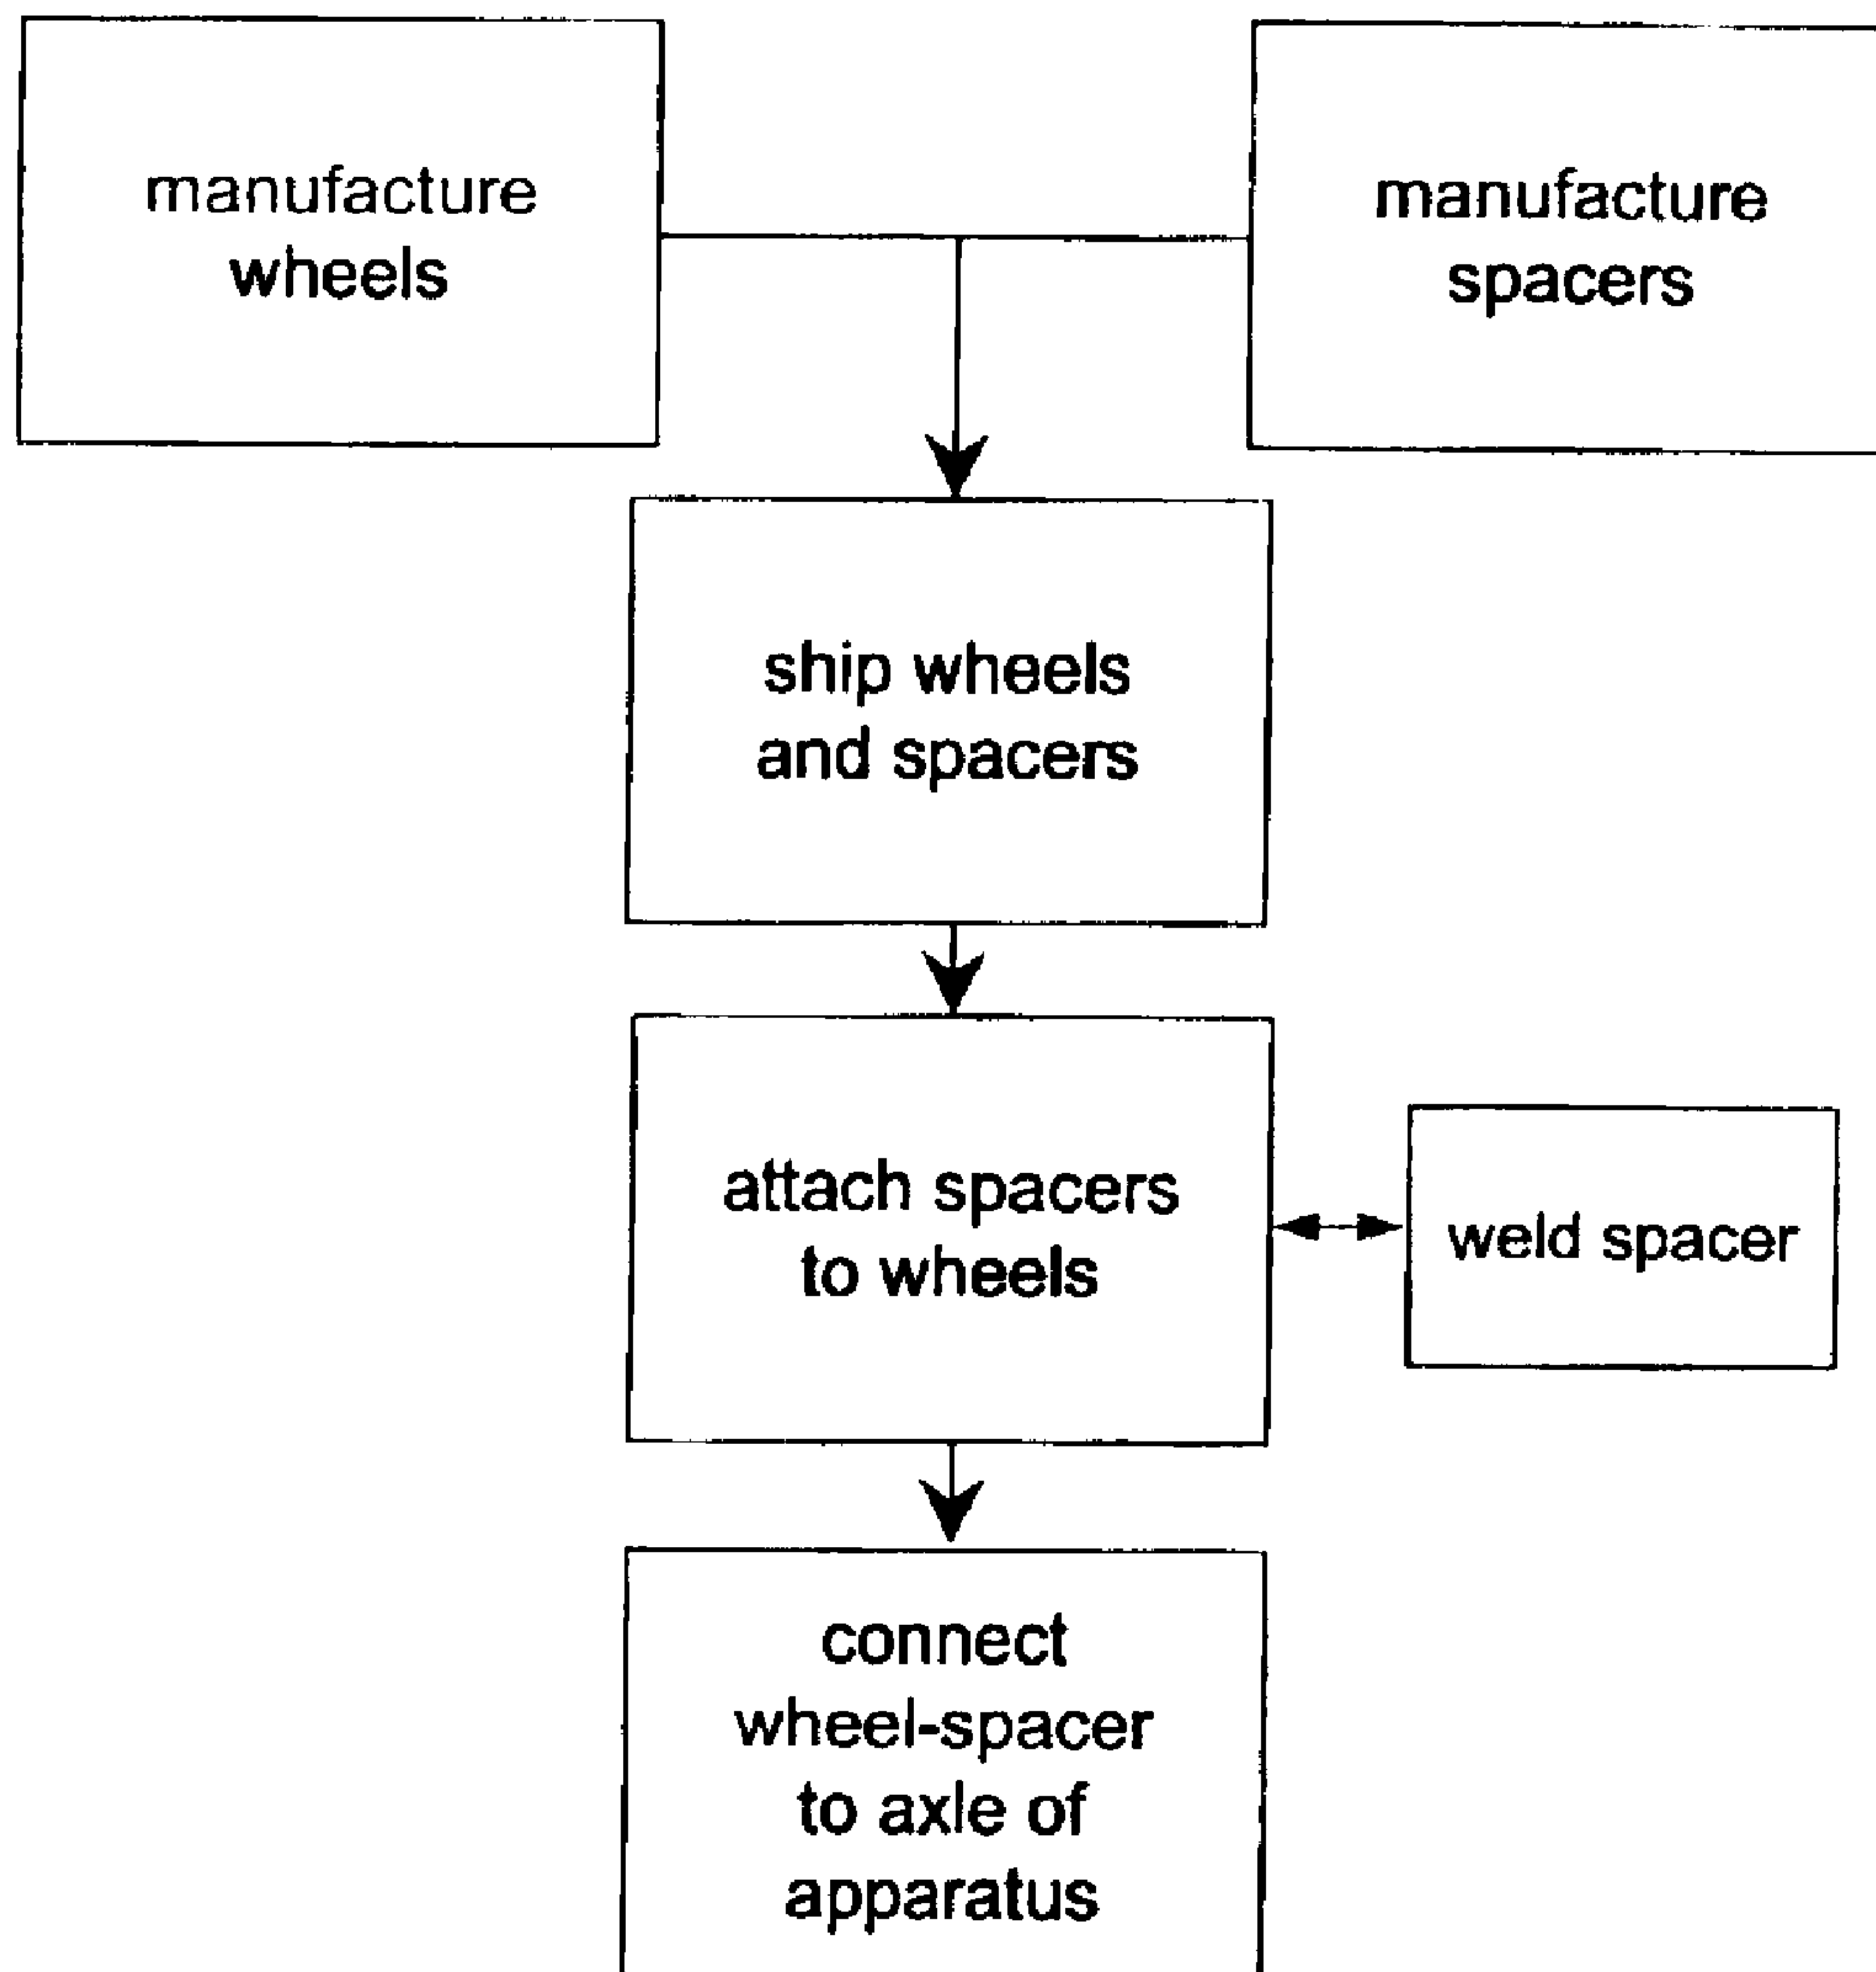 manufacture
wheels
manufacture
spacers
ship wheels
and spacers
attach spacers
to wheels
weld spacer
connect
wheel-spacer
to axle of
apparatus